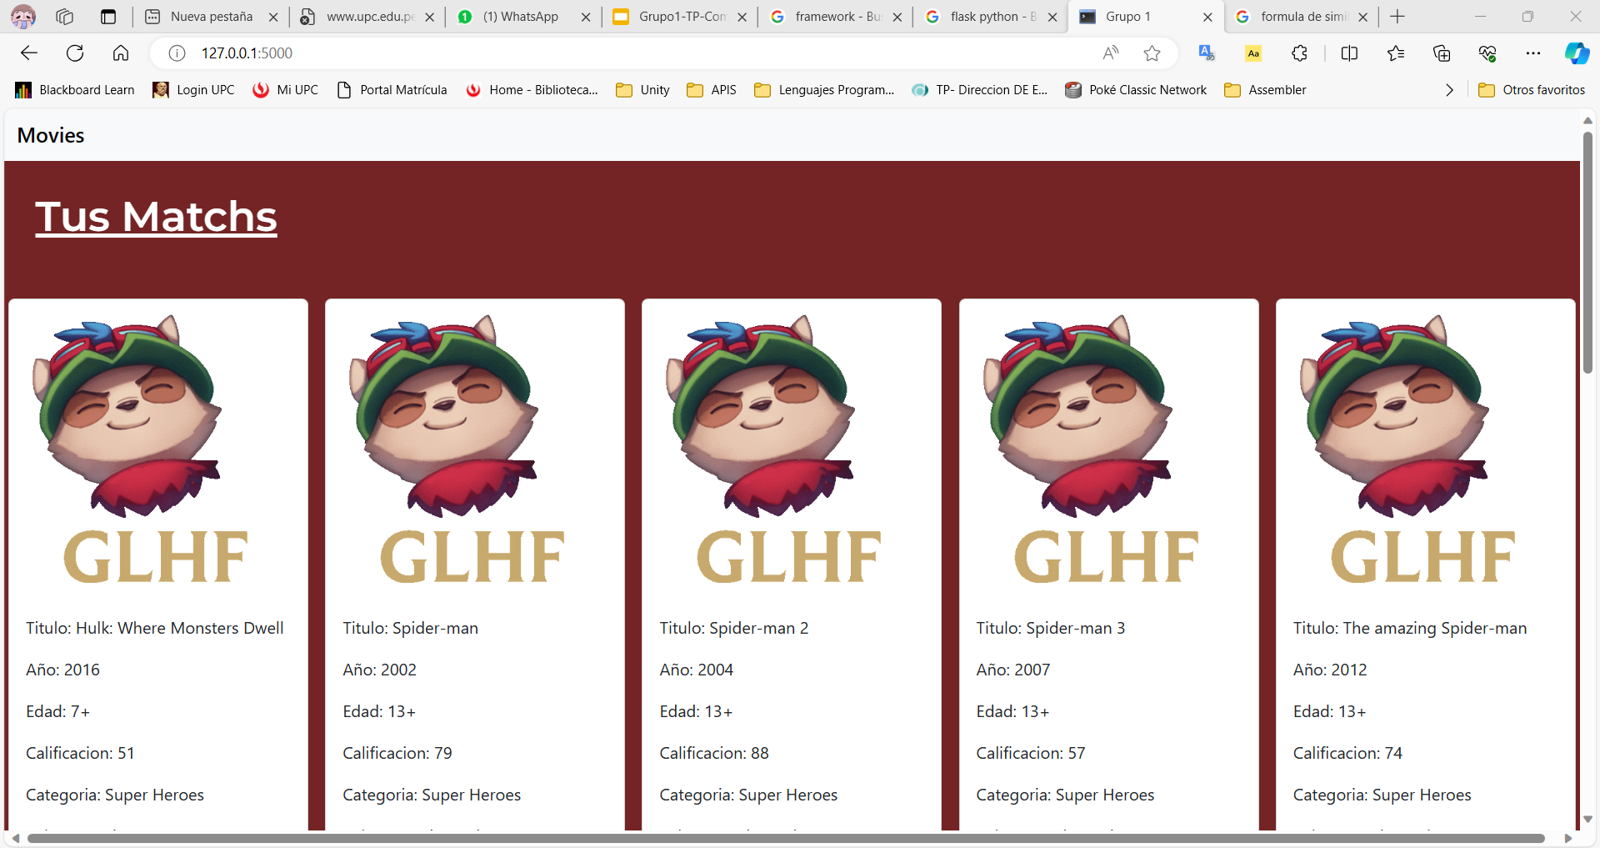 Nueva pestaña
www.upc.edu.pe
(1) WhatsApp
Grupo1-TP-Com
framework - Bus
flask python - B
Grupo 1
formula de simil
127.0.0.1:5000
Blackboard Learn
Login UPC
Mi UPC
Portal Matrícula
Home - Biblioteca...
Unity
APIS
Lenguajes Program...
TP- Direccion DE E...
Poké Classic Network
Assembler
Otros favoritos
Movies
Tus Matchs
GLHF
Titulo: Hulk: Where Monsters Dwell
Año: 2016
Edad: 7+
Calificacion: 51
Categoria: Super Heroes
GLHF
Titulo: Spider-man
Año: 2002
Edad: 13+
Calificacion: 79
Categoria: Super Heroes
GLHF
Titulo: Spider-man 2
Año: 2004
Edad: 13+
Calificacion: 88
Categoria: Super Heroes
GLHF
Titulo: Spider-man 3
Año: 2007
Edad: 13+
Calificacion: 57
Categoria: Super Heroes
GLHF
Titulo: The amazing Spider-man
Año: 2012
Edad: 13+
Calificacion: 74
Categoria: Super Heroes